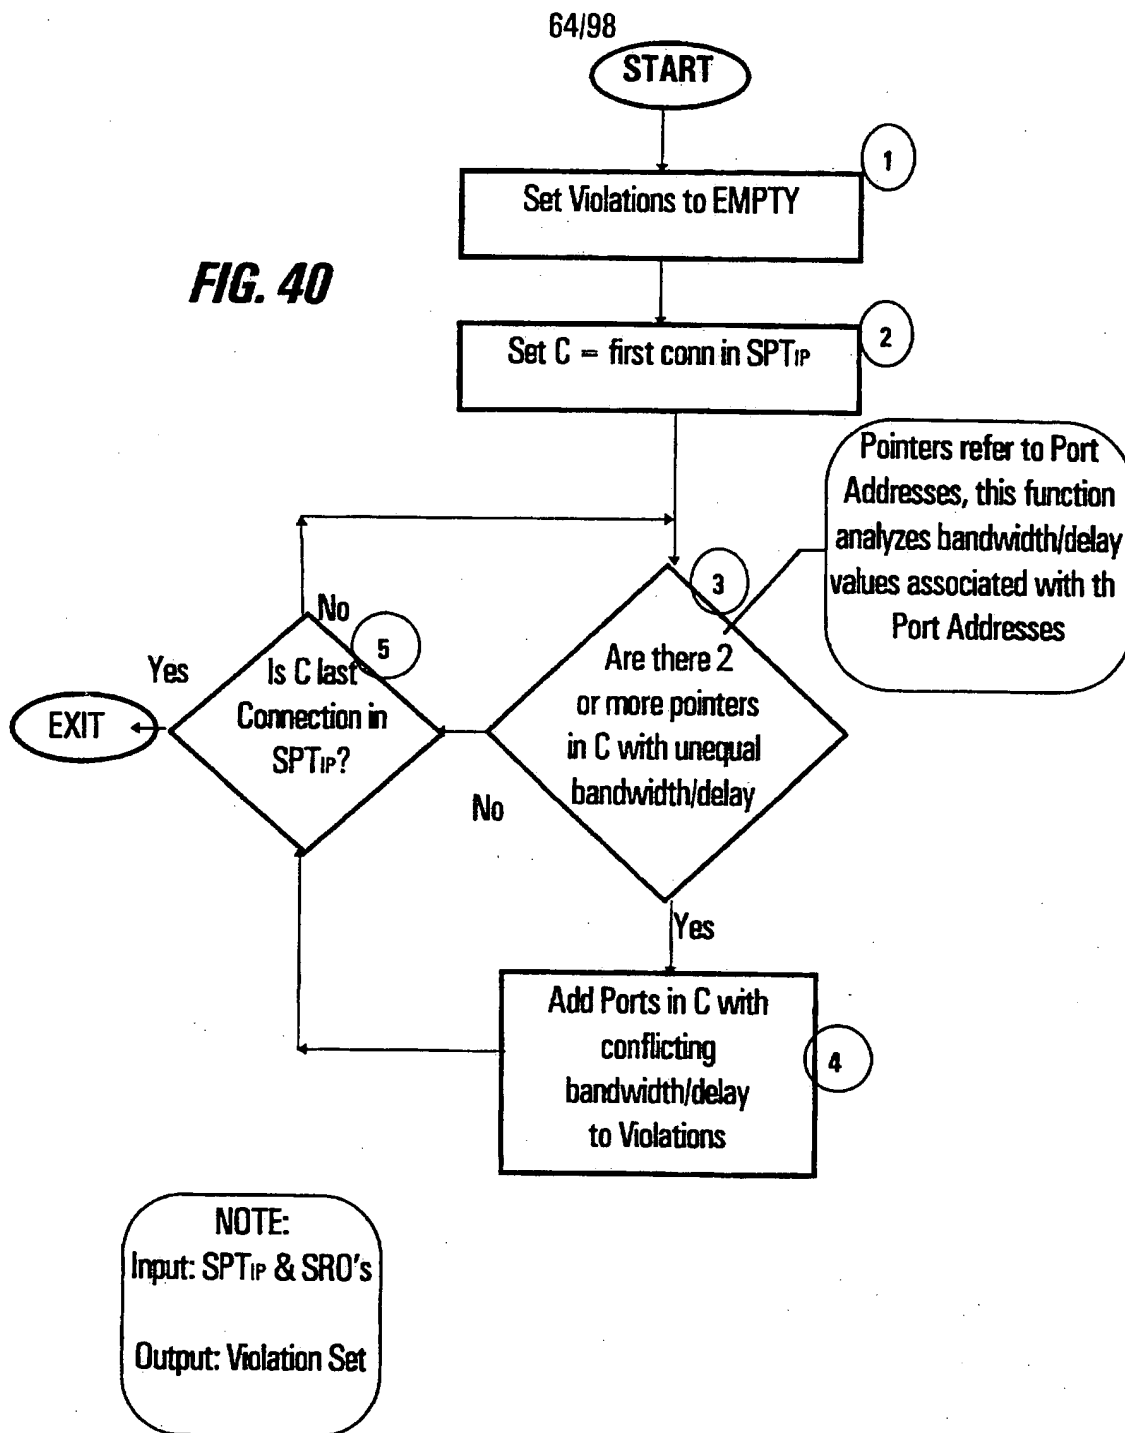 64/98
START
1
Set Violations to EMPTY
FIG. 40
2
Set C = first conn in SPTIP
Pointers refer to Port
Addresses, this function
analyzes bandwidth/delay
values associated with th
Port Addresses
3
Are there 2
or more pointers
in C with unequal
bandwidth/delay
No
5
Is C last
Connection in
SPTIP?
Yes
EXIT
No
Yes
Add Ports in C with
conflicting
bandwidth/delay
to Violations
4
NOTE:
Input: SPTIP & SRO's
Output: Violation Set